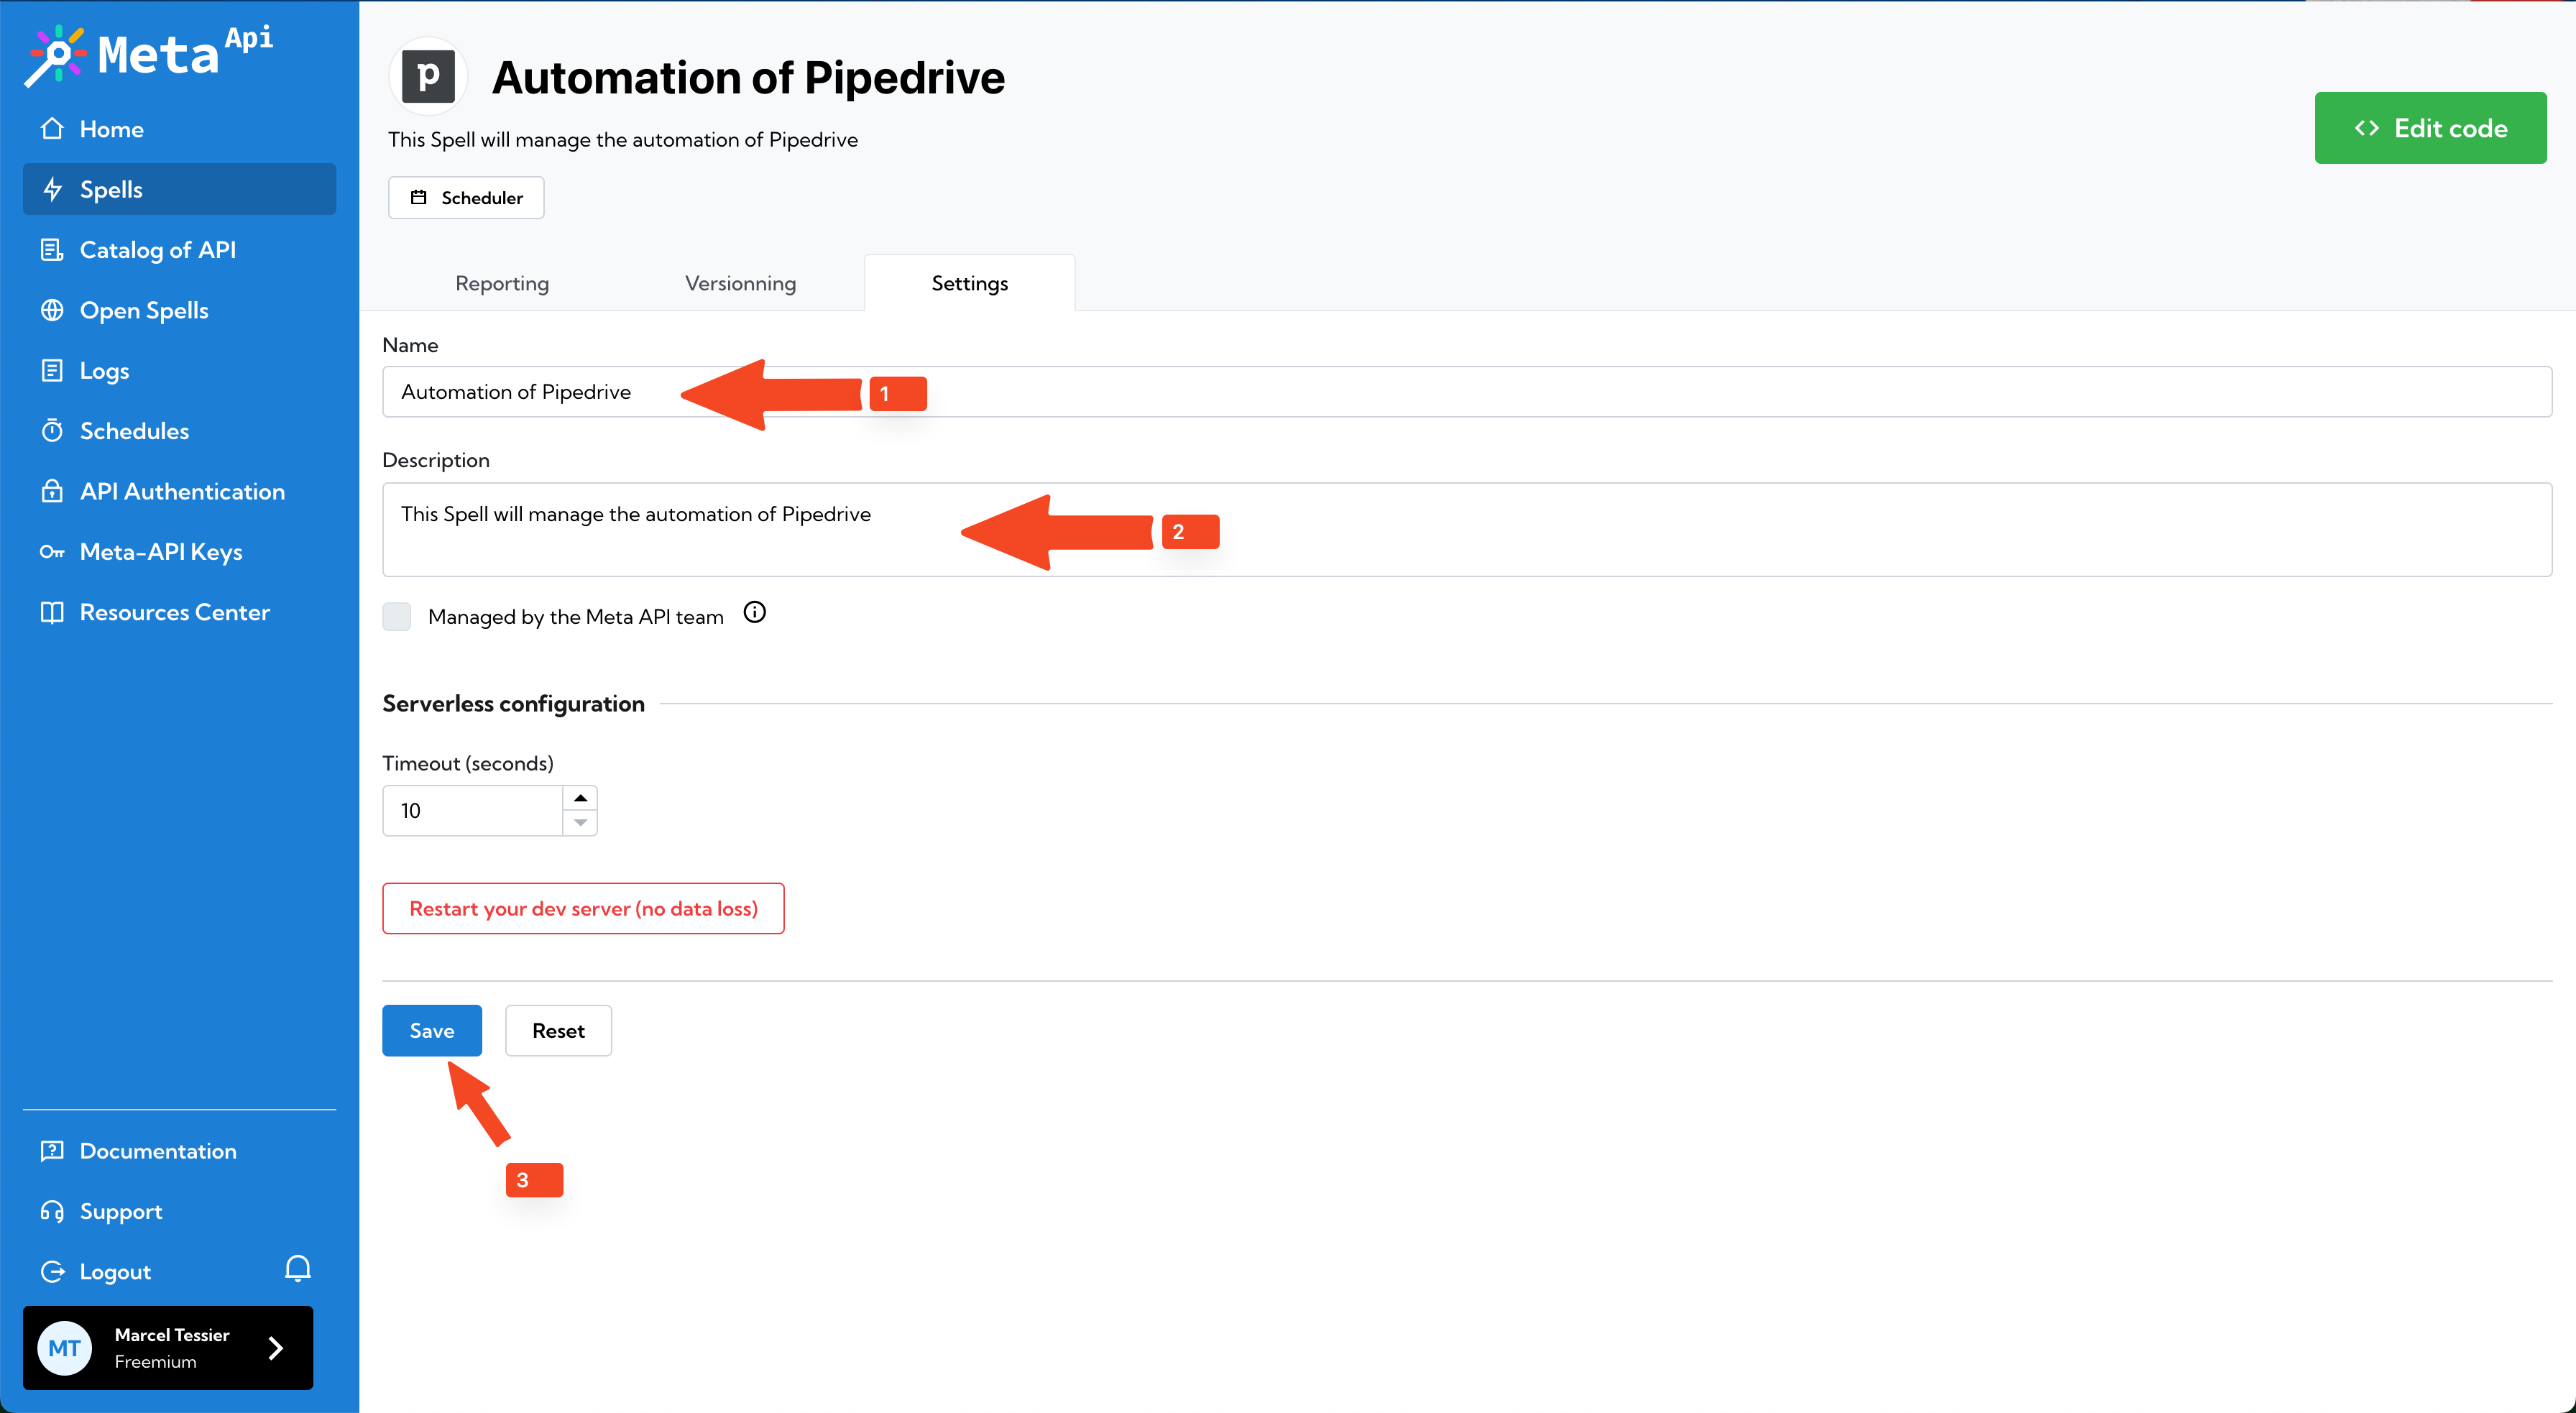 Meta Api
Home
Spells
Catalog of API
Open Spells
Logs
Schedules
API Authentication
Meta-API Keys
Resources Center
Documentation
Support
Logout
MT
Marcel Tessier
Freemium
p
Automation of Pipedrive
This Spell will manage the automation of Pipedrive
<> Edit code
Scheduler
Reporting
Versionning
Settings
Name
Automation of Pipedrive
1
Description
This Spell will manage the automation of Pipedrive
2
Managed by the Meta API team
Serverless configuration
Timeout (seconds)
10
Restart your dev server (no data loss)
Save
Reset
3